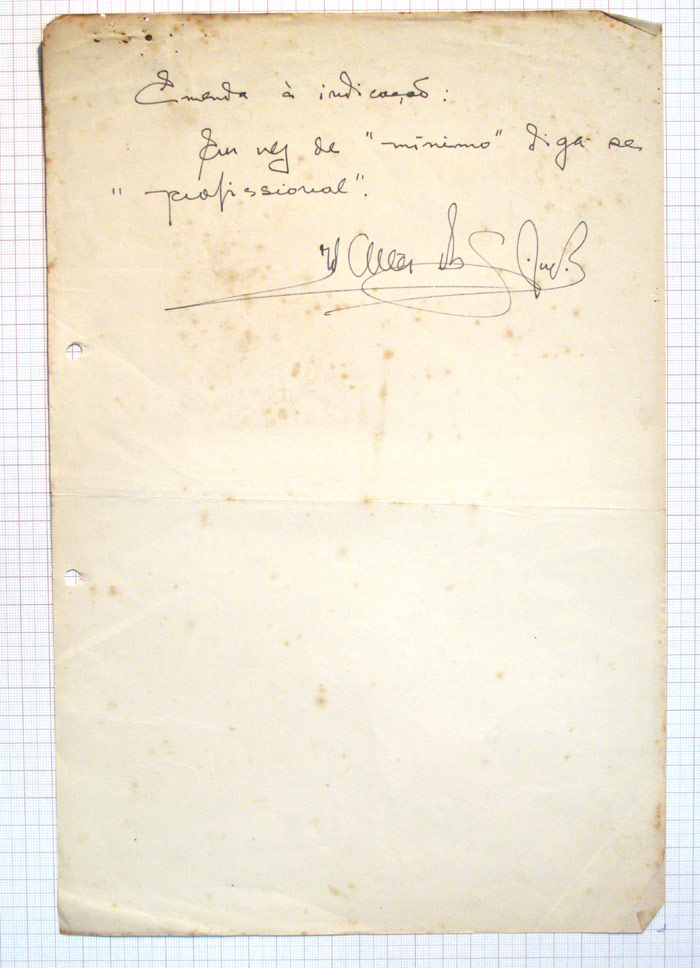 Emenda à indicação:
Em vez de "mínimo" diga se
"profissional".